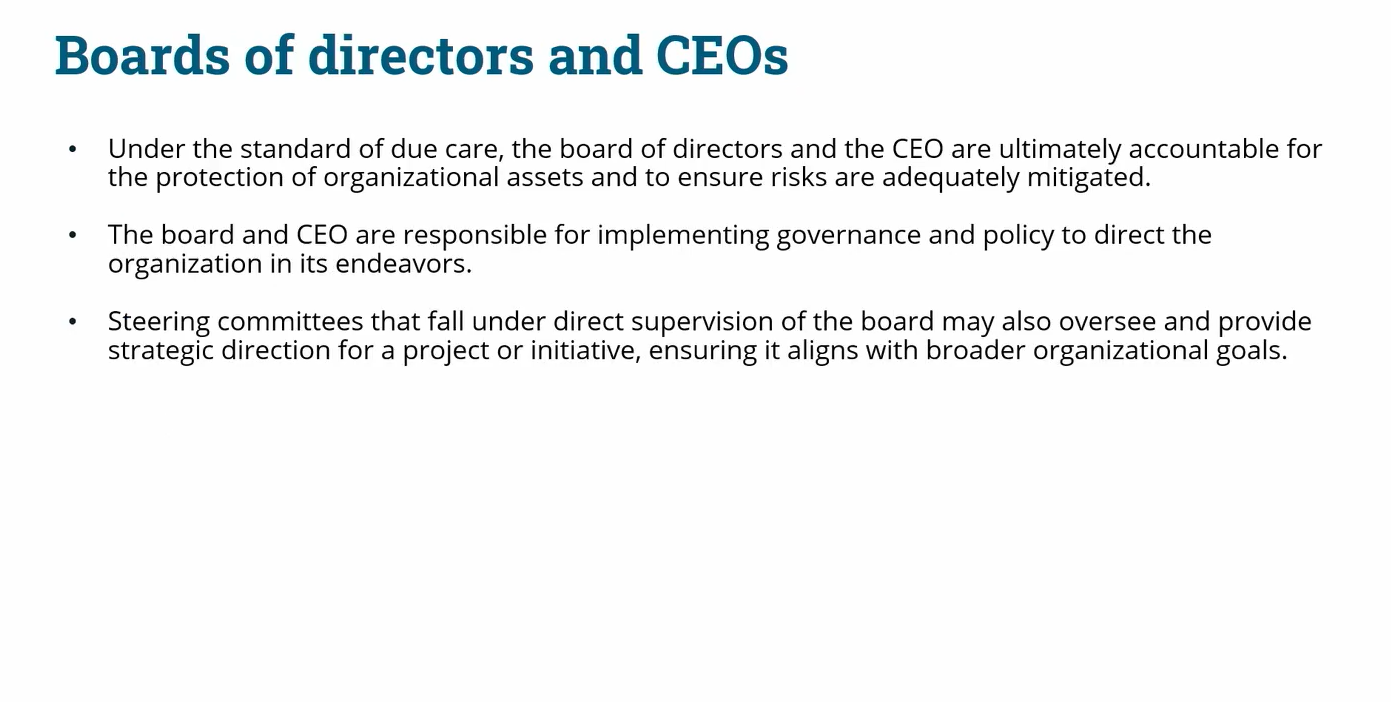 Boards of directors and CEOs
• Under the standard of due care, the board of directors and the CEO are ultimately accountable for
the protection of organizational assets and to ensure risks are adequately mitigated.
• The board and CEO are responsible for implementing governance and policy to direct the
organization in its endeavors.
• Steering committees that fall under direct supervision of the board may also oversee and provide
strategic direction for a project or initiative, ensuring it aligns with broader organizational goals.